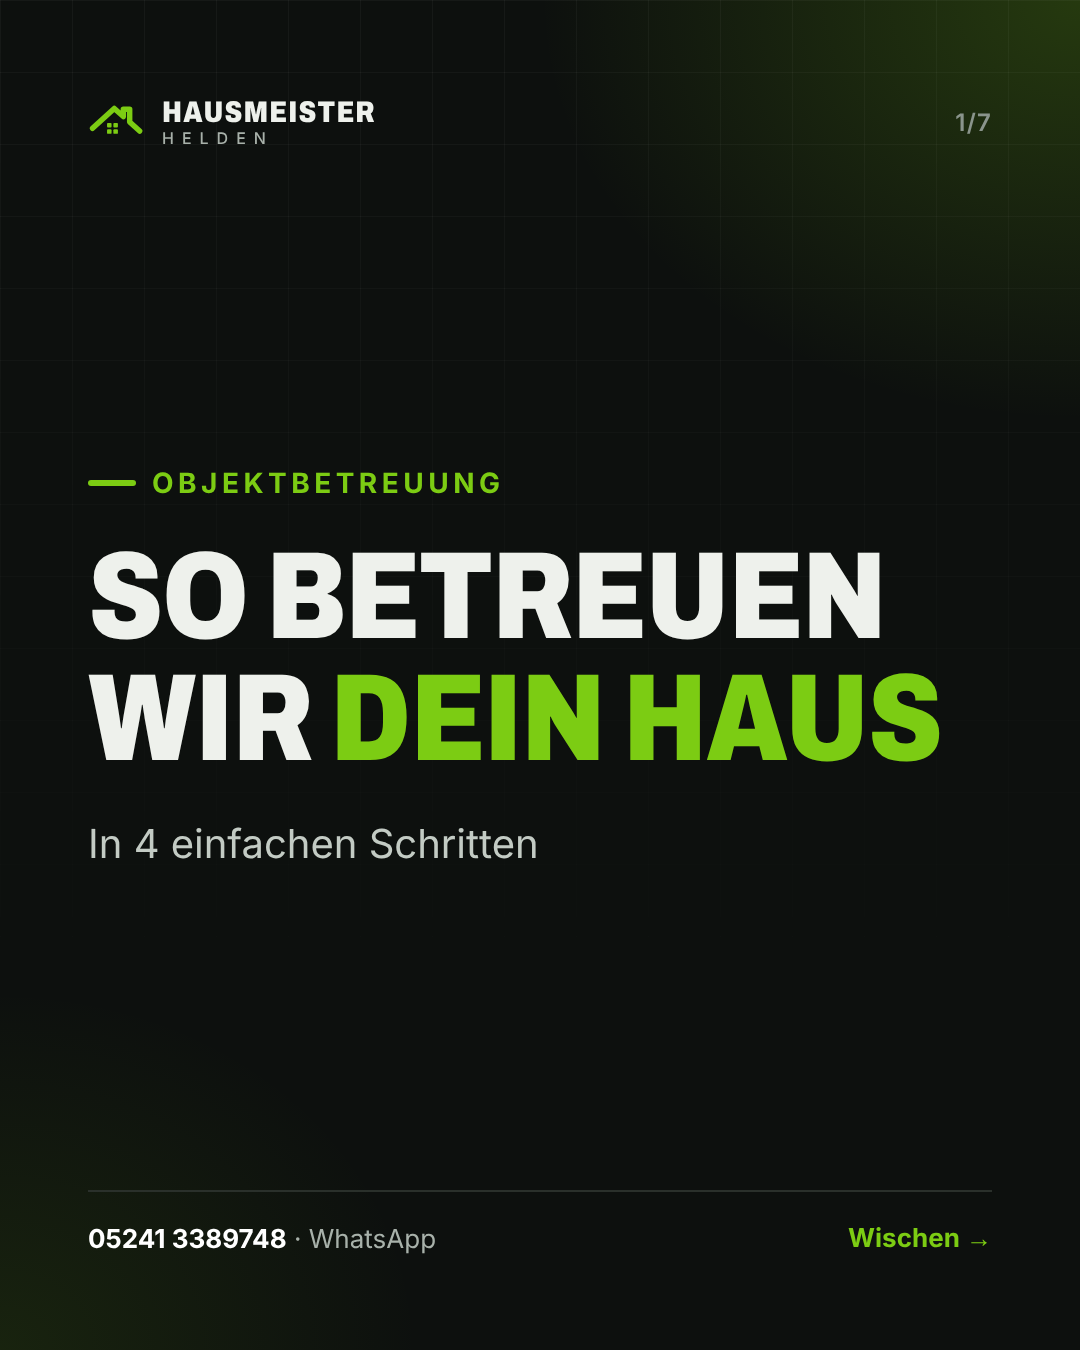 HAUSMEISTER
HELDEN
1/7
OBJEKTBETREUUNG
SO BETREUEN
WIR DEIN HAUS
In 4 einfachen Schritten
05241 3389748 · WhatsApp
Wischen →